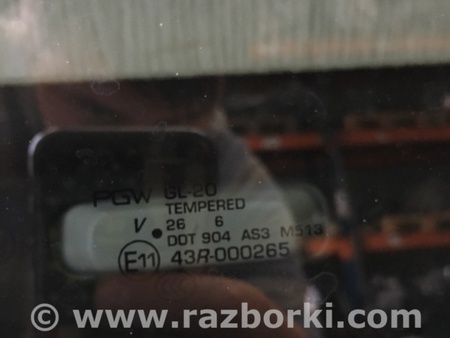 PGW GL-20
TEMPERED
V 26 6
DOT 904 AS3 M513
E11 43R-000265
© www.razborki.com